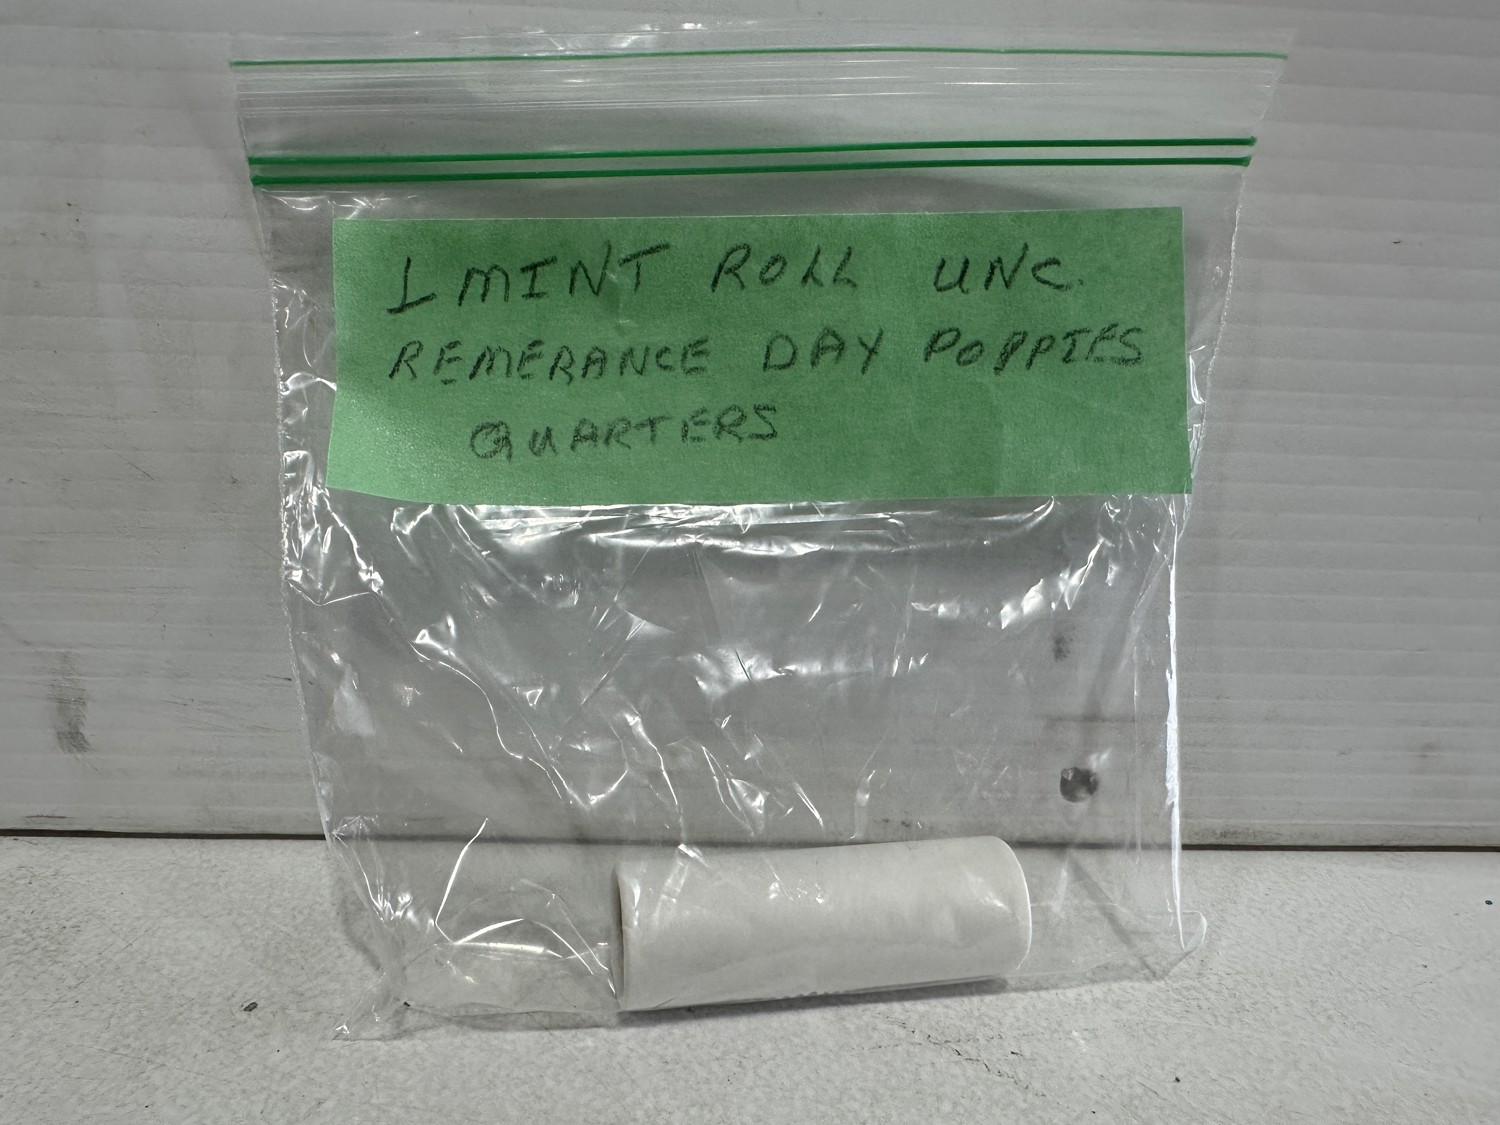 1 MINT ROLL UNC.
REMERANCE DAY POPPIES
QUARTERS